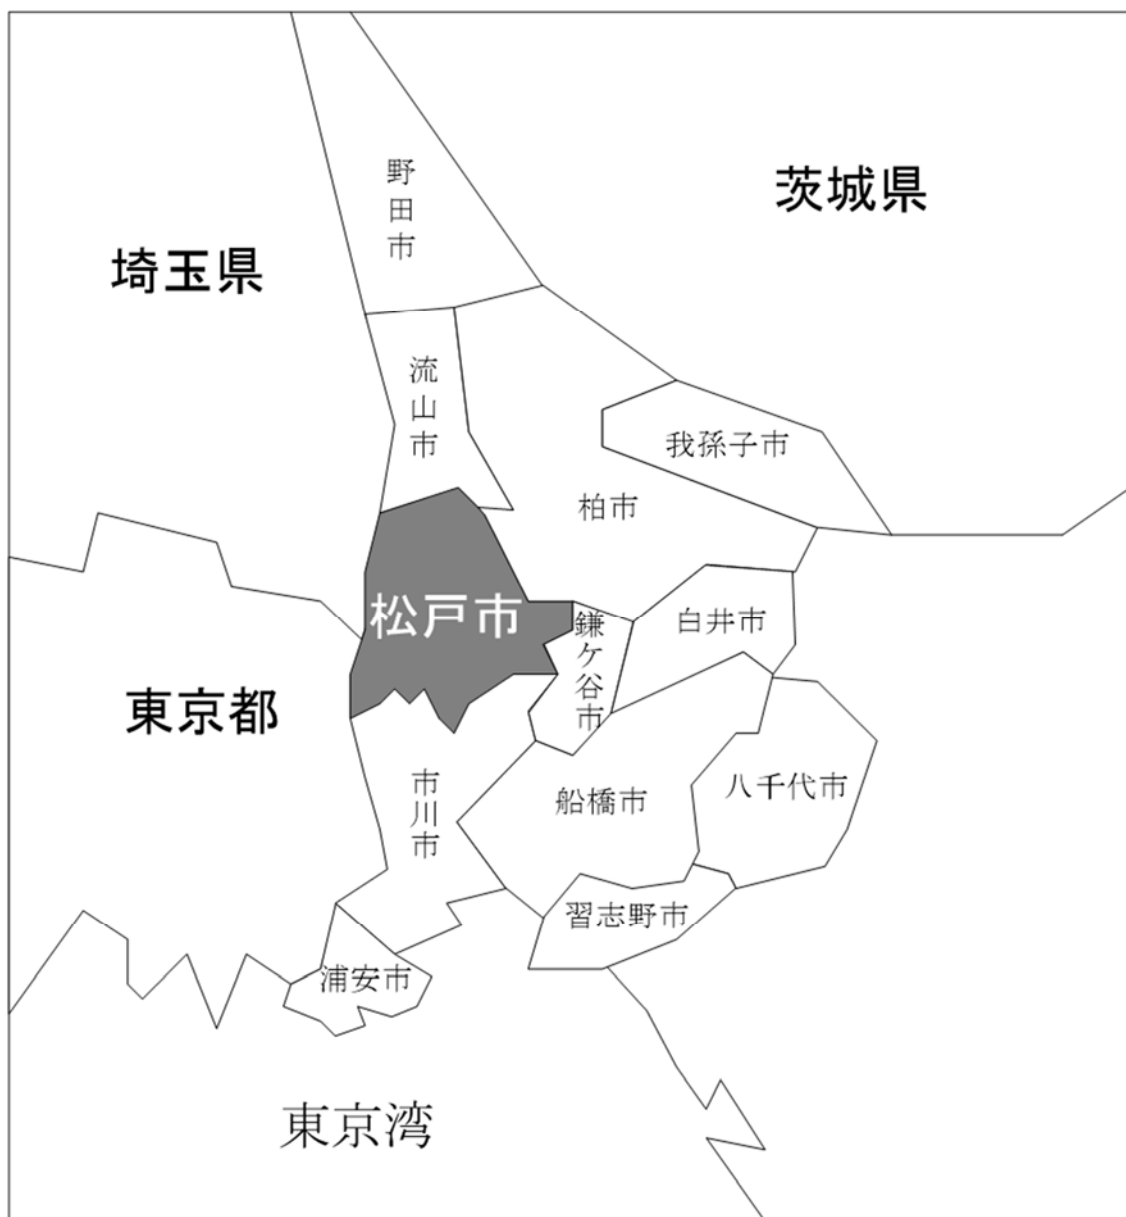 野田市
茨城県
埼玉県
流山市
我孫子市
柏市
松戸市
鎌ケ谷市
白井市
東京都
市川市
船橋市
八千代市
習志野市
浦安市
東京湾